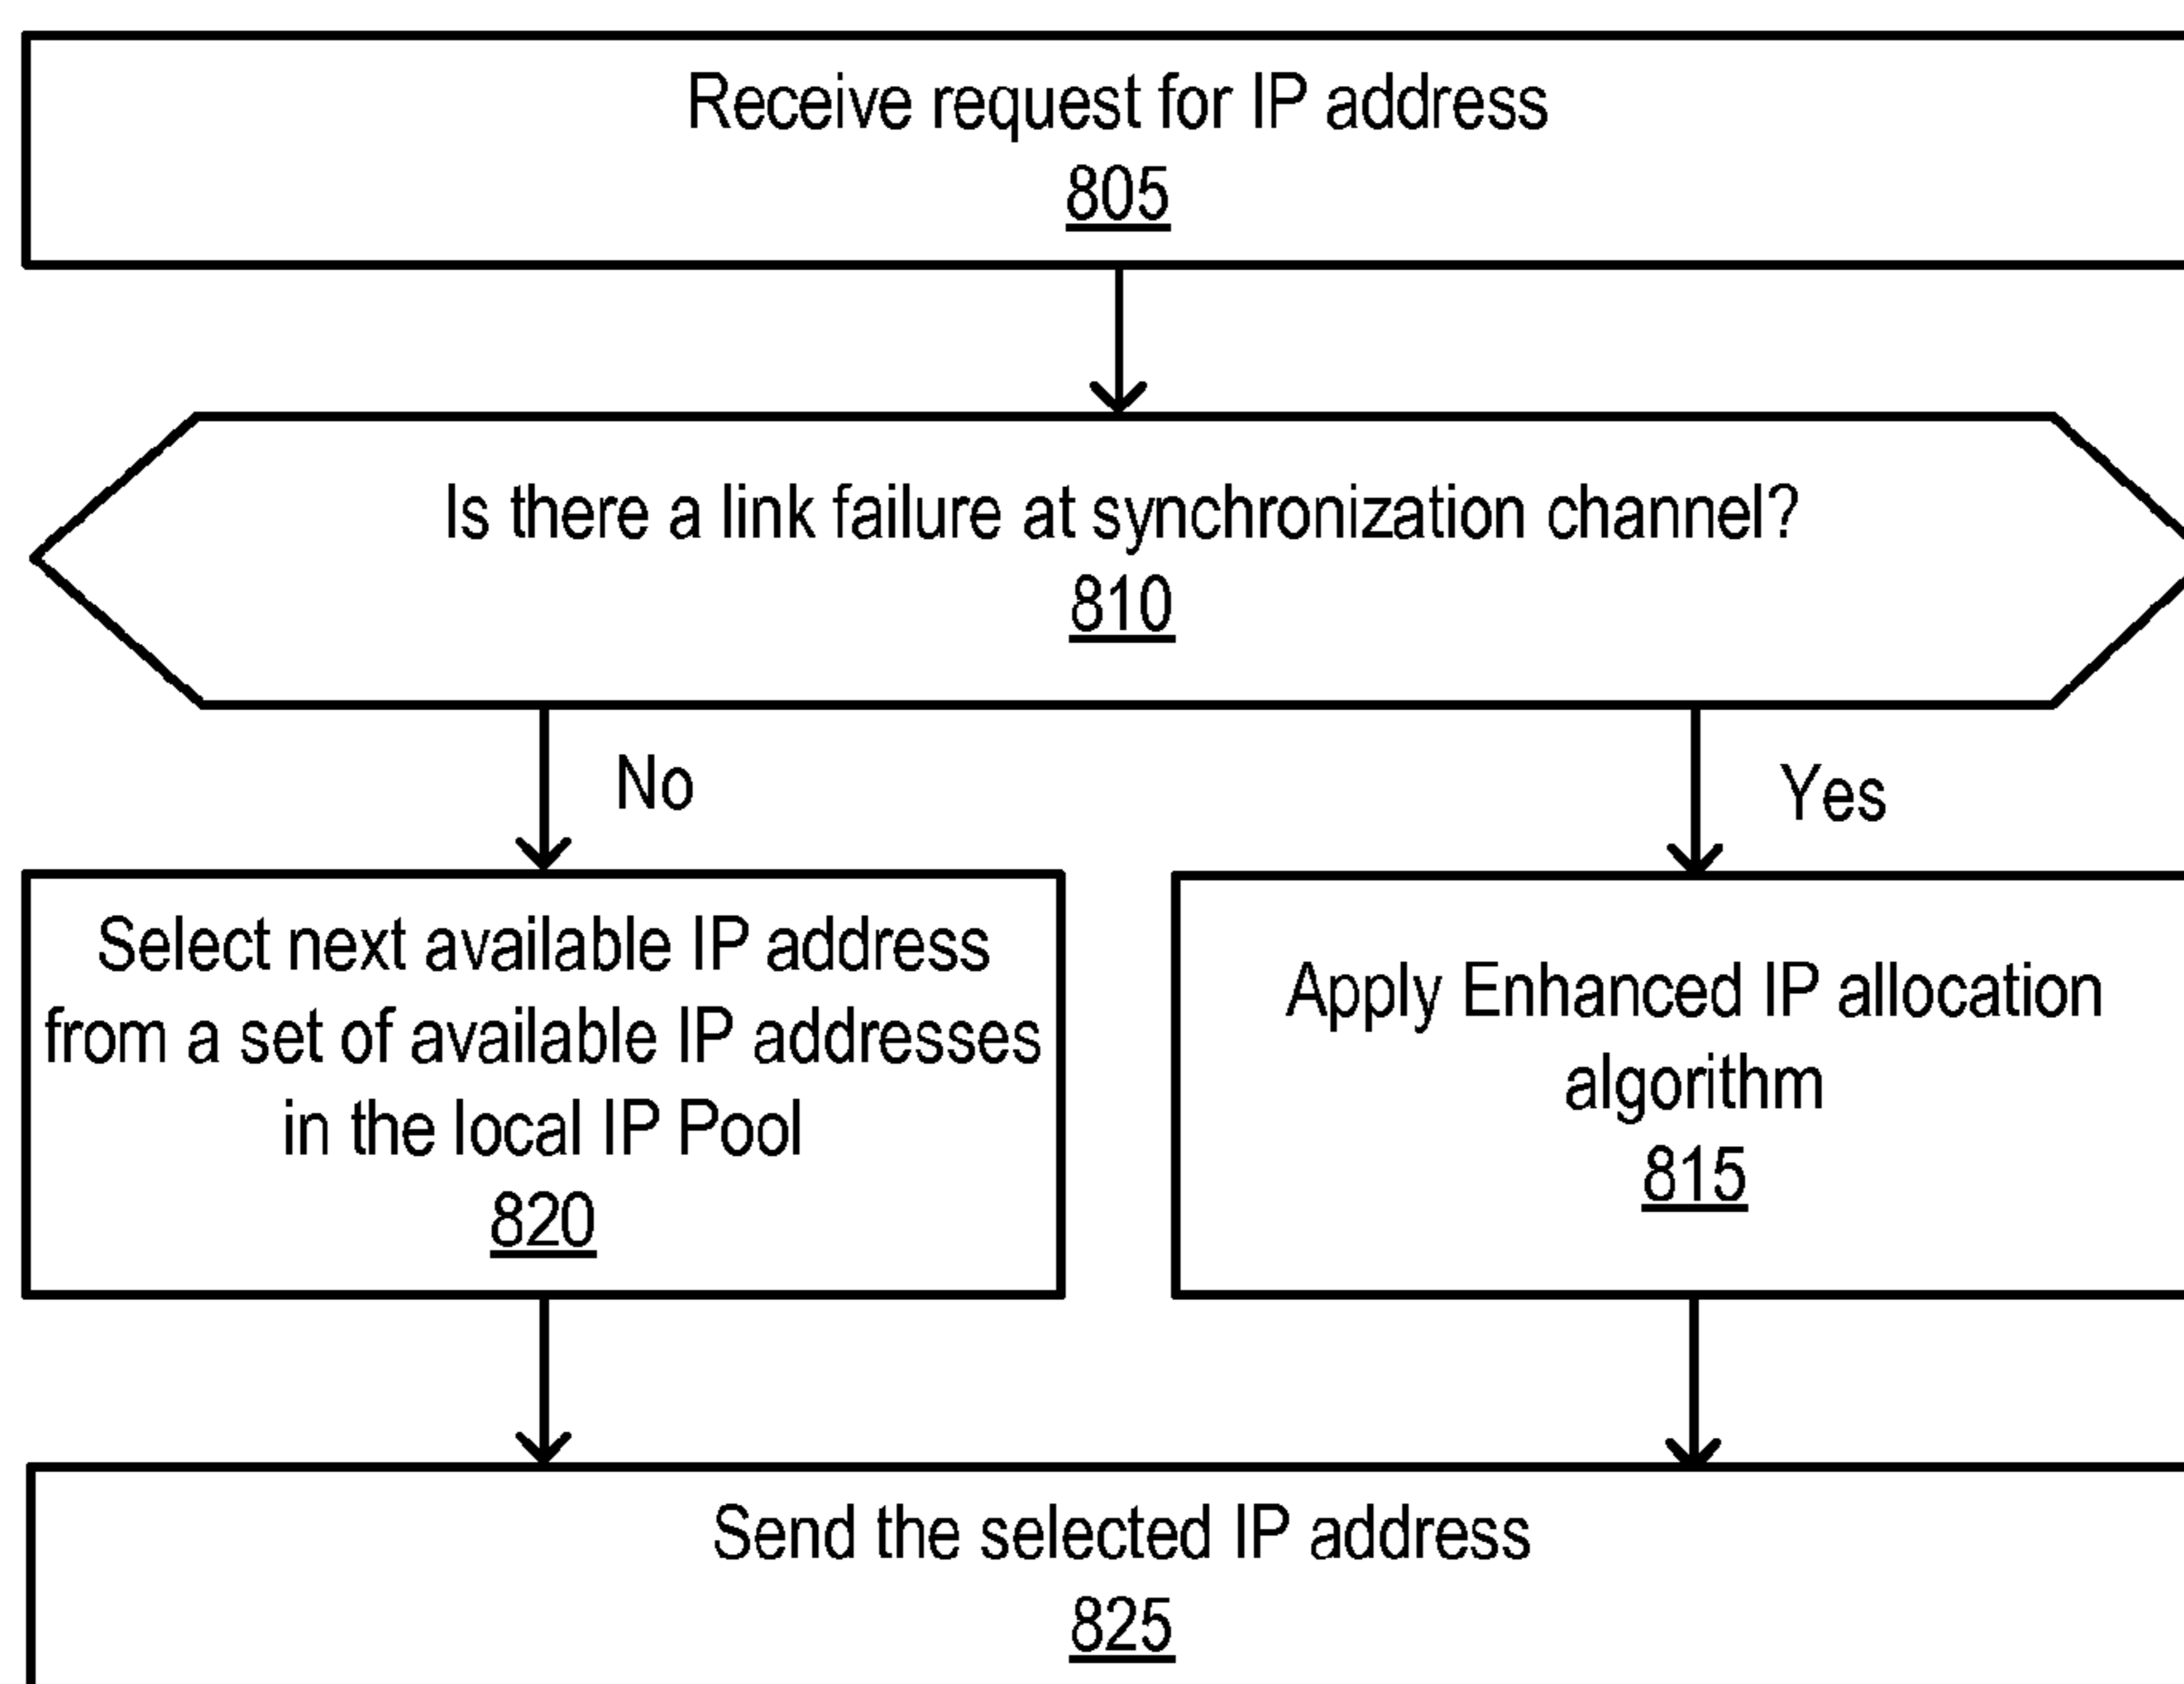 Receive request for IP address
805
Is there a link failure at synchronization channel?
810
No
Yes
Select next available IP address
from a set of available IP addresses
in the local IP Pool
820
Apply Enhanced IP allocation
algorithm
815
Send the selected IP address
825